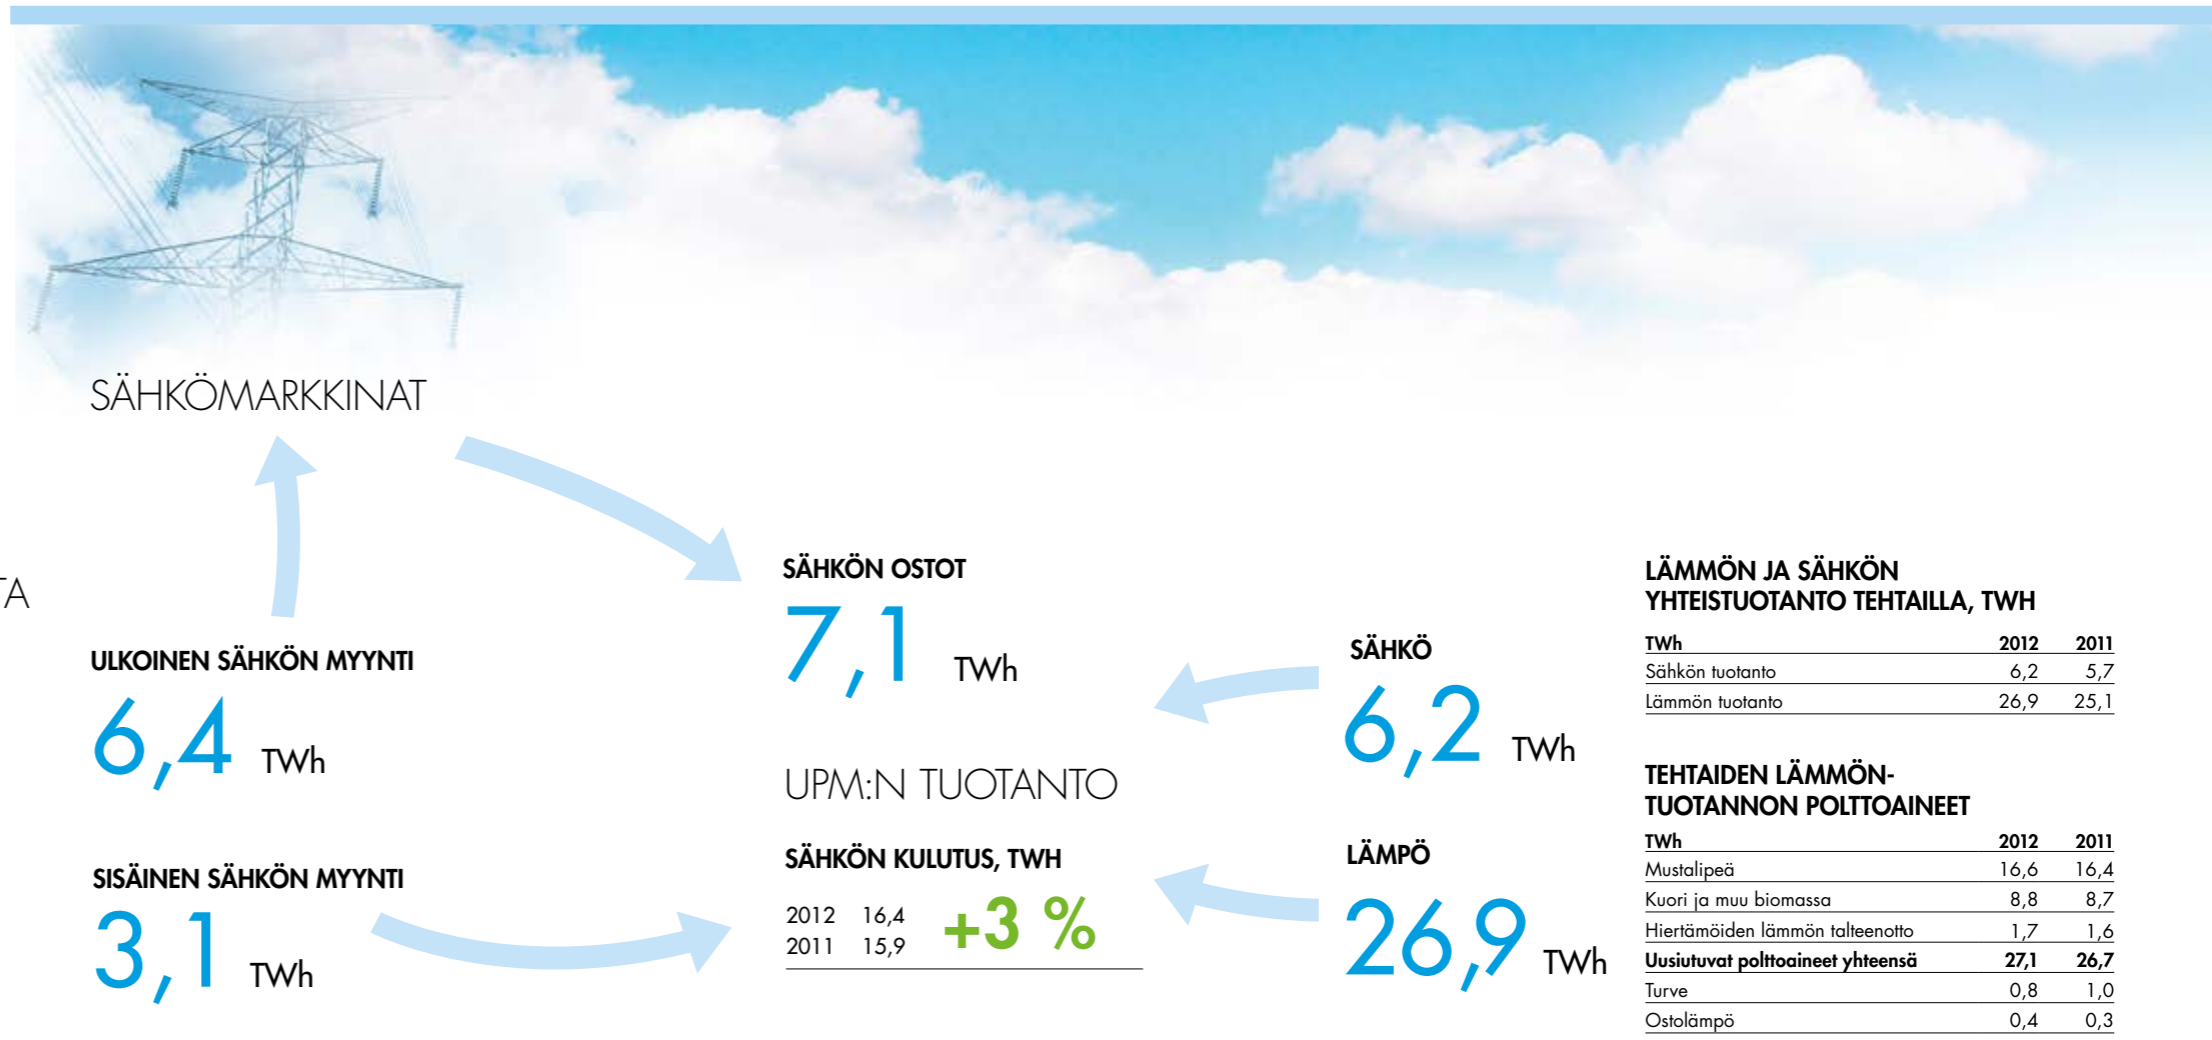 SÄHKÖMARKKINAT
TA
ULKOINEN SÄHKÖN MYYNTI
6,4 TWh
SISÄINEN SÄHKÖN MYYNTI
3,1 TWh
SÄHKÖN OSTOT
7,1 TWh
UPM:N TUOTANTO
SÄHKÖN KULUTUS, TWH
2012 16,4
2011 15,9
+3 %
SÄHKÖ
6,2 TWh
LÄMPÖ
26,9 TWh
LÄMMÖN JA SÄHKÖN
YHTEISTUOTANTO TEHTAILLA, TWH
TWh 2012 2011
Sähkön tuotanto 6,2 5,7
Lämmön tuotanto 26,9 25,1
TEHTAIDEN LÄMMÖN-
TUOTANNON POLTTOAINEET
TWh 2012 2011
Mustalipeä 16,6 16,4
Kuori ja muu biomassa 8,8 8,7
Hiertämöiden lämmön talteenotto 1,7 1,6
Uusiutuvat polttoaineet yhteensä 27,1 26,7
Turve 0,8 1,0
Ostolämpö 0,4 0,3